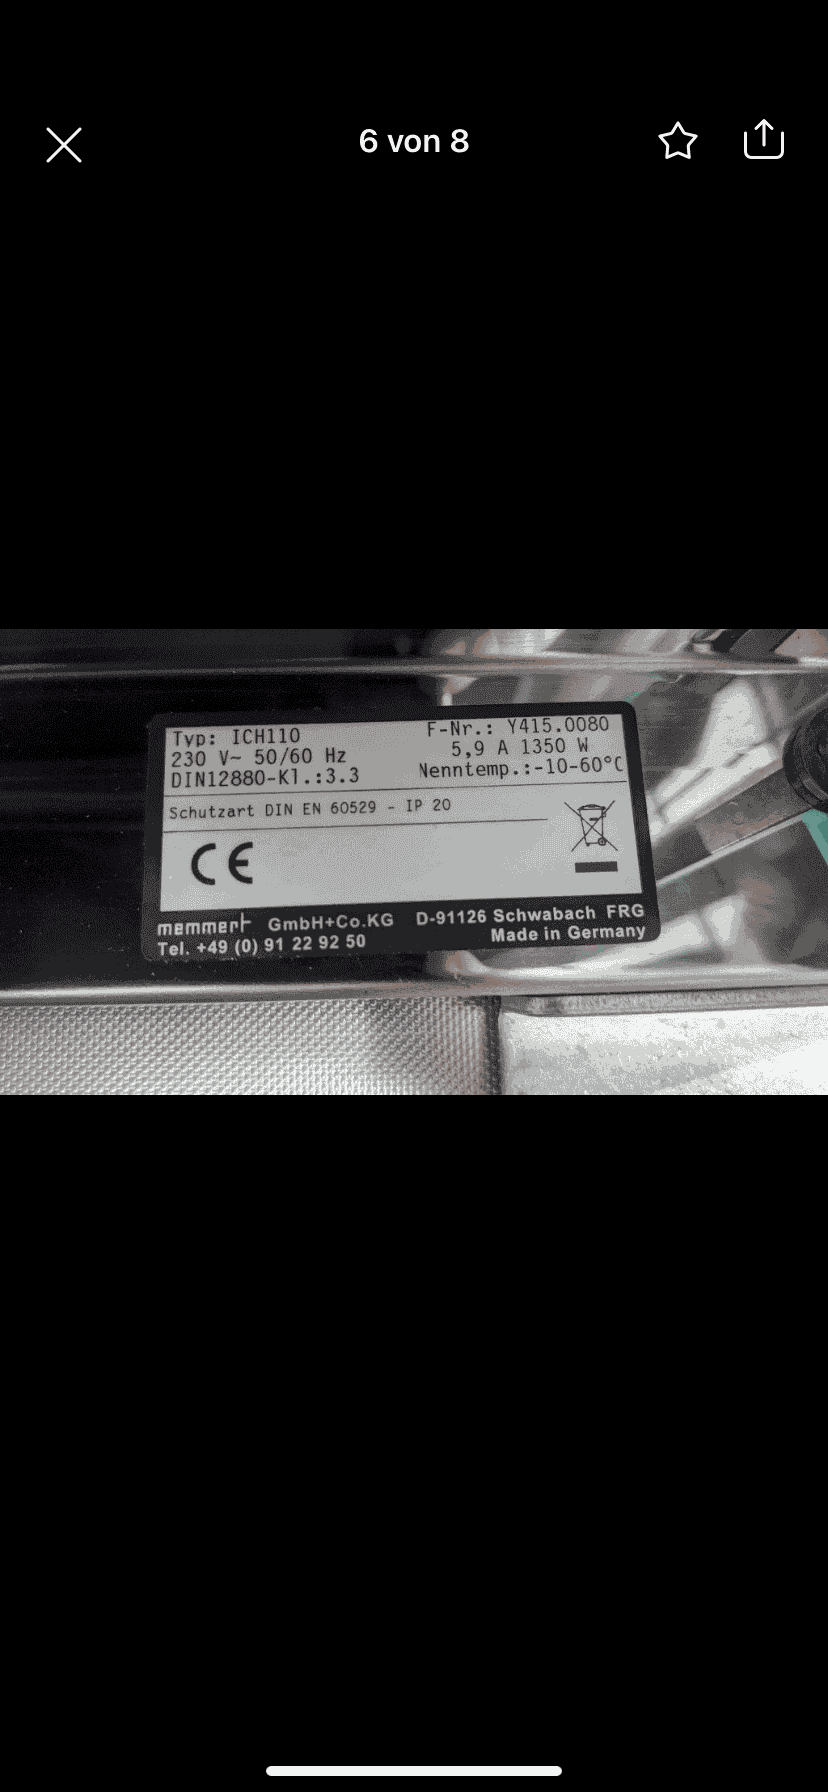 6 von 8
Typ: ICH110
F-Nr.: Y415.0080
230 V~ 50/60 Hz
5,9 A 1350 W
DIN12880-Kl.:3.3
Nenntemp.:-10-60°C
Schutzart DIN EN 60529 - IP 20
CE
memmert GmbH+Co.KG D-91126 Schwabach FRG
Tel. +49 (0) 91 22 92 50
Made in Germany